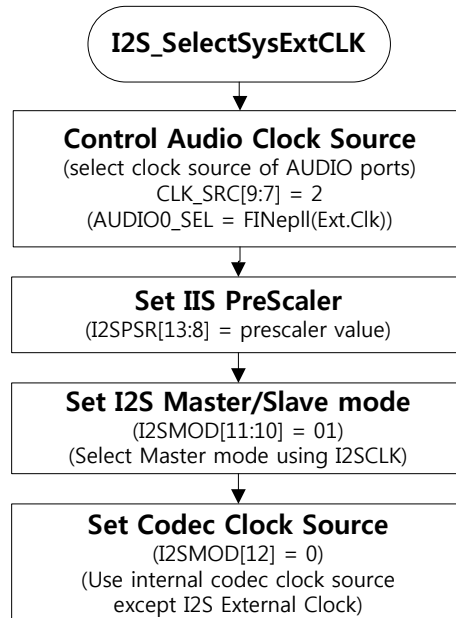 I2S_SelectSysExtCLK
Control Audio Clock Source
(select clock source of AUDIO ports)
CLK_SRC[9:7] = 2
(AUDIO0_SEL = FINepll(Ext.Clk))
Set IIS PreScaler
(I2SPSR[13:8] = prescaler value)
Set I2S Master/Slave mode
(I2SMOD[11:10] = 01)
(Select Master mode using I2SCLK)
Set Codec Clock Source
(I2SMOD[12] = 0)
(Use internal codec clock source
except I2S External Clock)